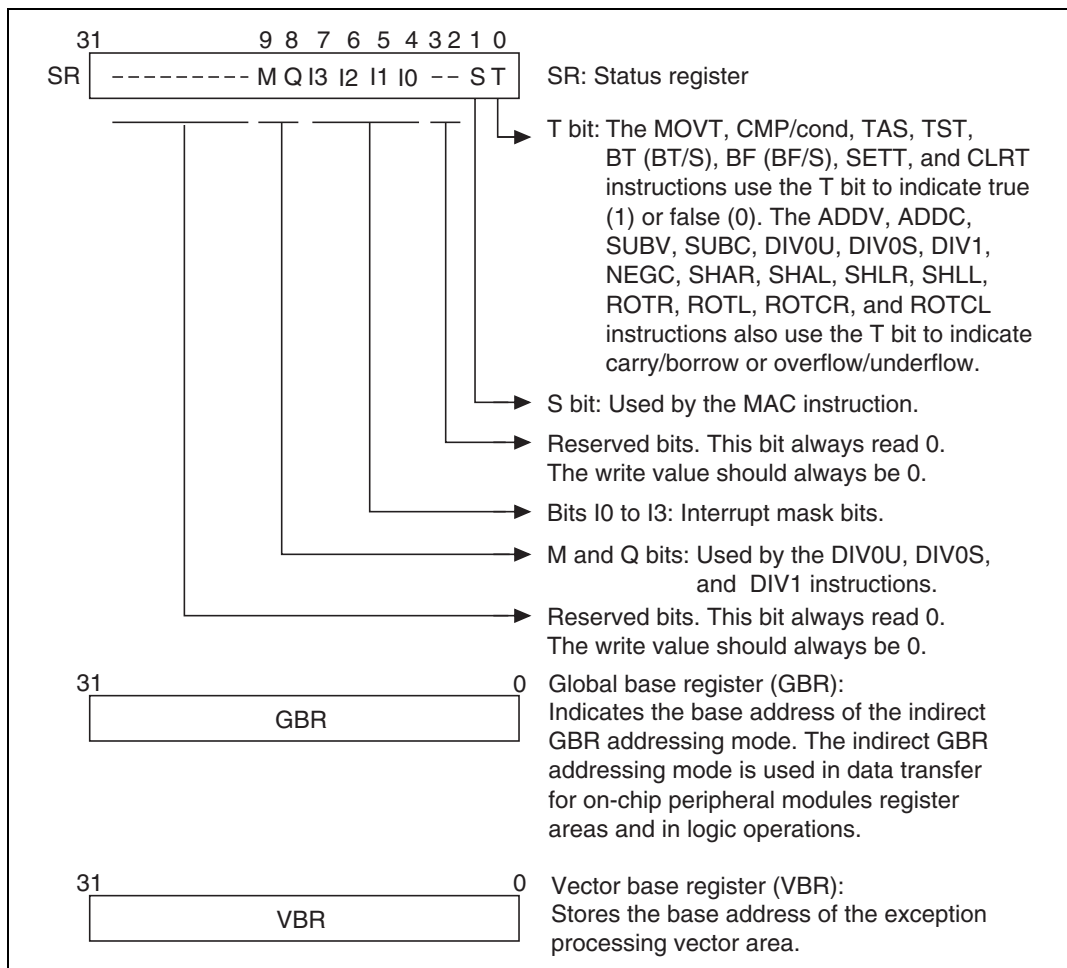 31 9 8 7 6 5 4 3 2 1 0
SR ---------- M Q I3 I2 I1 I0 -- S T
SR: Status register
T bit: The MOVT, CMP/cond, TAS, TST,
BT (BT/S), BF (BF/S), SETT, and CLRT
instructions use the T bit to indicate true
(1) or false (0). The ADDV, ADDC,
SUBV, SUBC, DIV0U, DIV0S, DIV1,
NEGC, SHAR, SHAL, SHLR, SHLL,
ROTR, ROTL, ROTCR, and ROTCL
instructions also use the T bit to indicate
carry/borrow or overflow/underflow.
S bit: Used by the MAC instruction.
Reserved bits. This bit always read 0.
The write value should always be 0.
Bits I0 to I3: Interrupt mask bits.
M and Q bits: Used by the DIV0U, DIV0S,
and DIV1 instructions.
Reserved bits. This bit always read 0.
The write value should always be 0.
31 0
GBR
Global base register (GBR):
Indicates the base address of the indirect
GBR addressing mode. The indirect GBR
addressing mode is used in data transfer
for on-chip peripheral modules register
areas and in logic operations.
31 0
VBR
Vector base register (VBR):
Stores the base address of the exception
processing vector area.